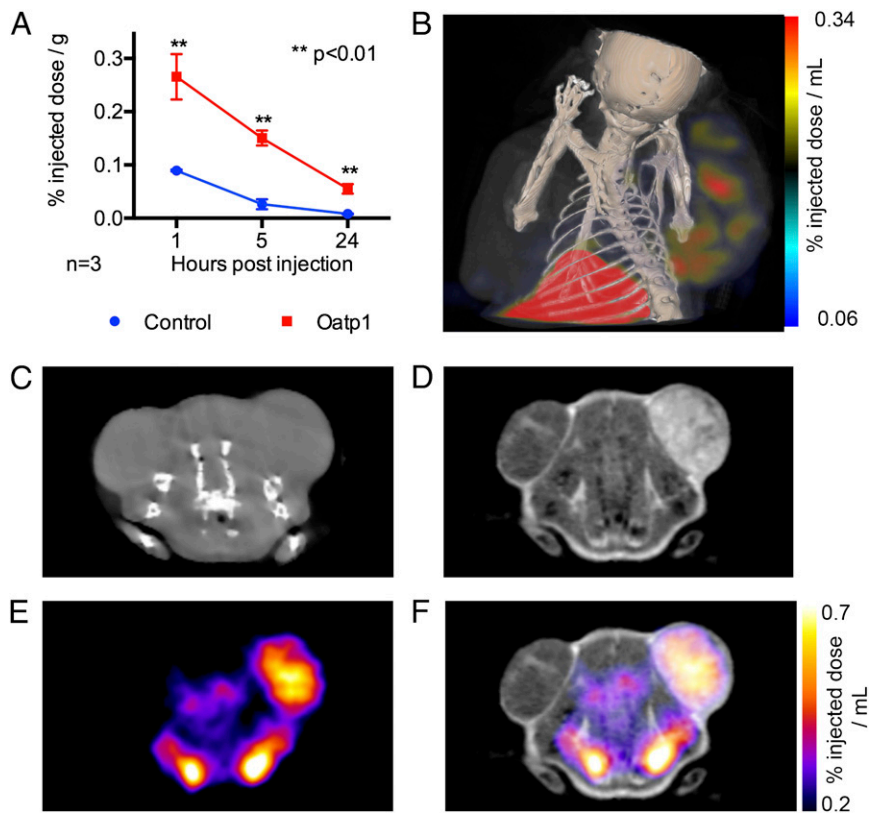 A
** p<0.01
**
**
**
% injected dose / g
0.3
0.2
0.1
0.0
1
5
24
n=3
Hours post injection
Control
Oatp1
B
0.34
% injected dose / mL
0.06
C
D
E
F
0.7
% injected dose
/ mL
0.2